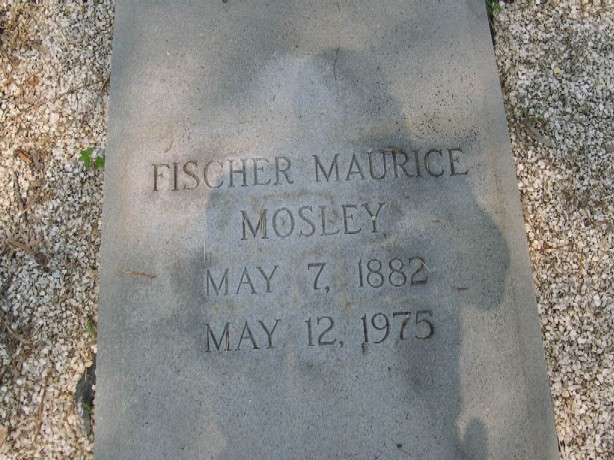 FISCHER MAURICE
MOSLEY
MAY 7, 1882
MAY 12, 1975